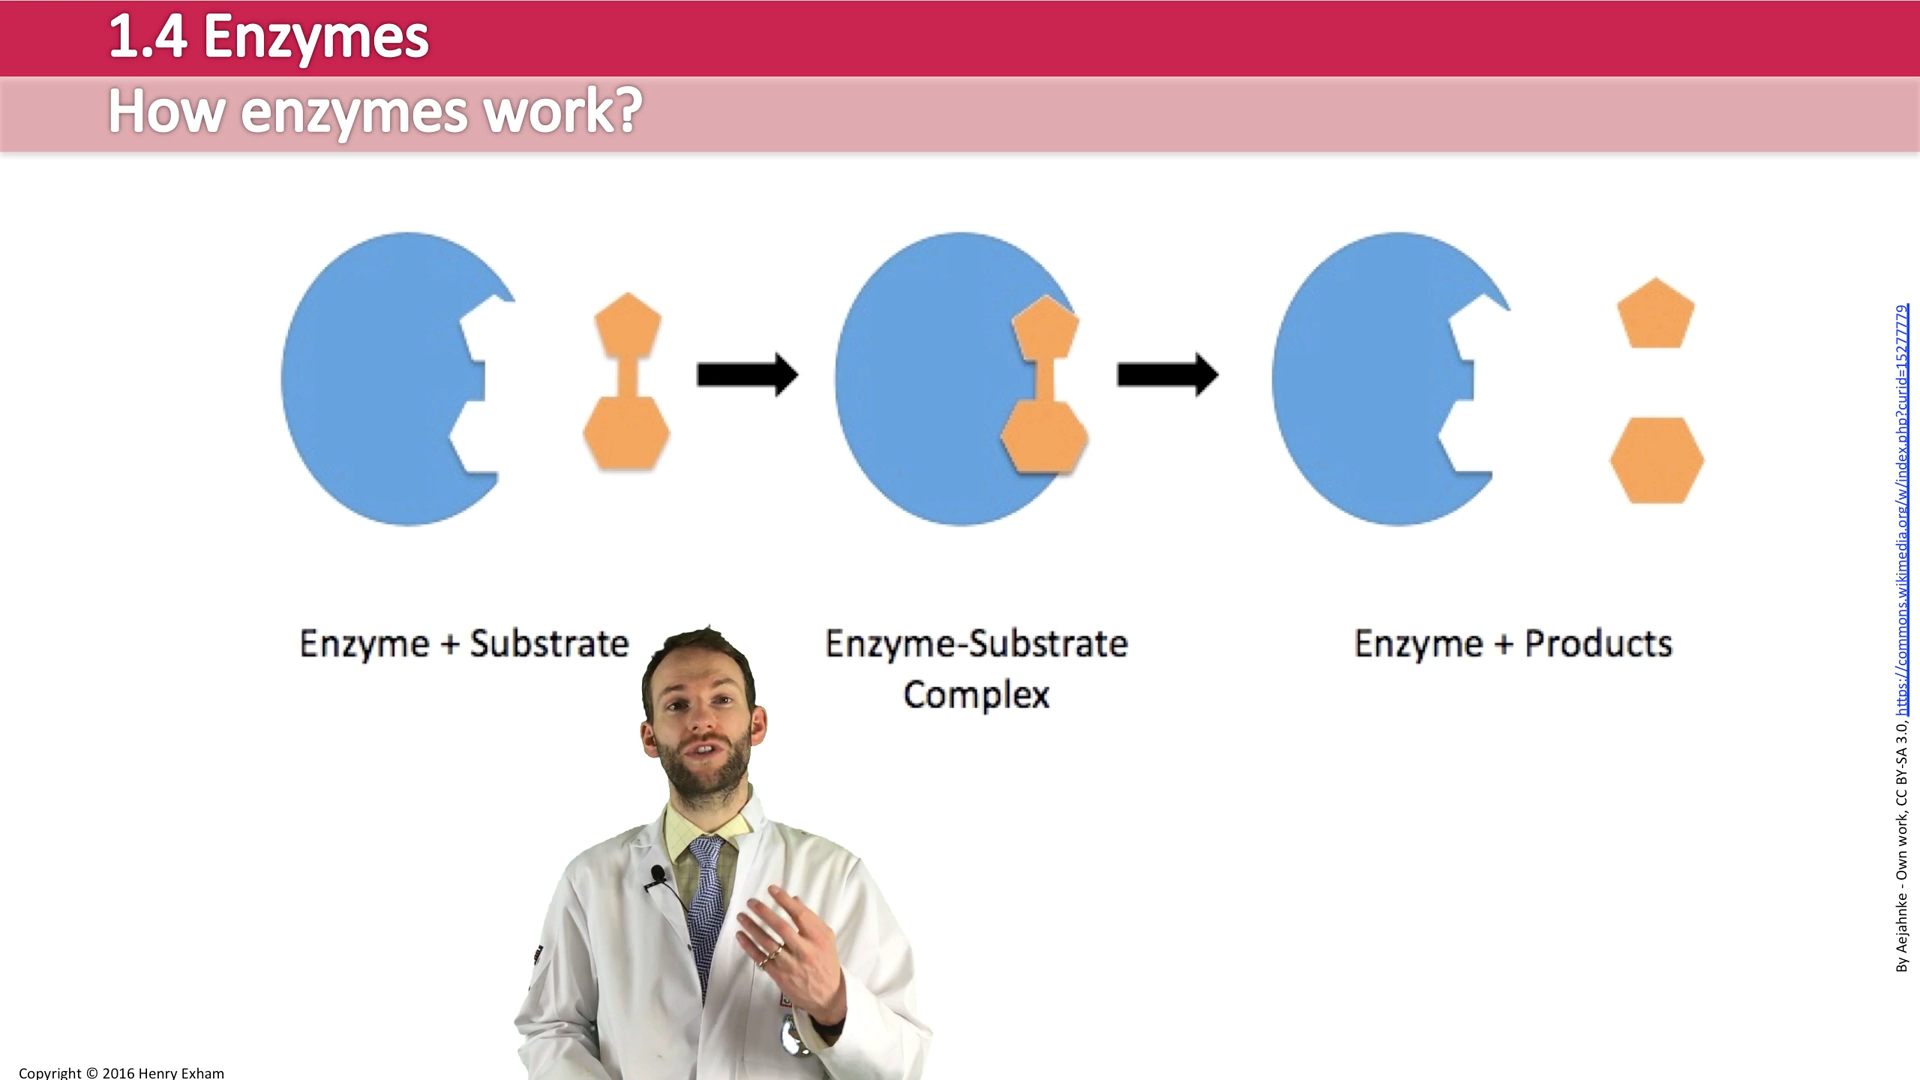 1.4 Enzymes
How enzymes work?
Enzyme + Substrate
Enzyme-Substrate
Complex
Enzyme + Products
By Aejahnke - Own work, CC BY-SA 3.0, https://commons.wikimedia.org/w/index.php?curid=15277779
Copyright © 2016 Henry Exham